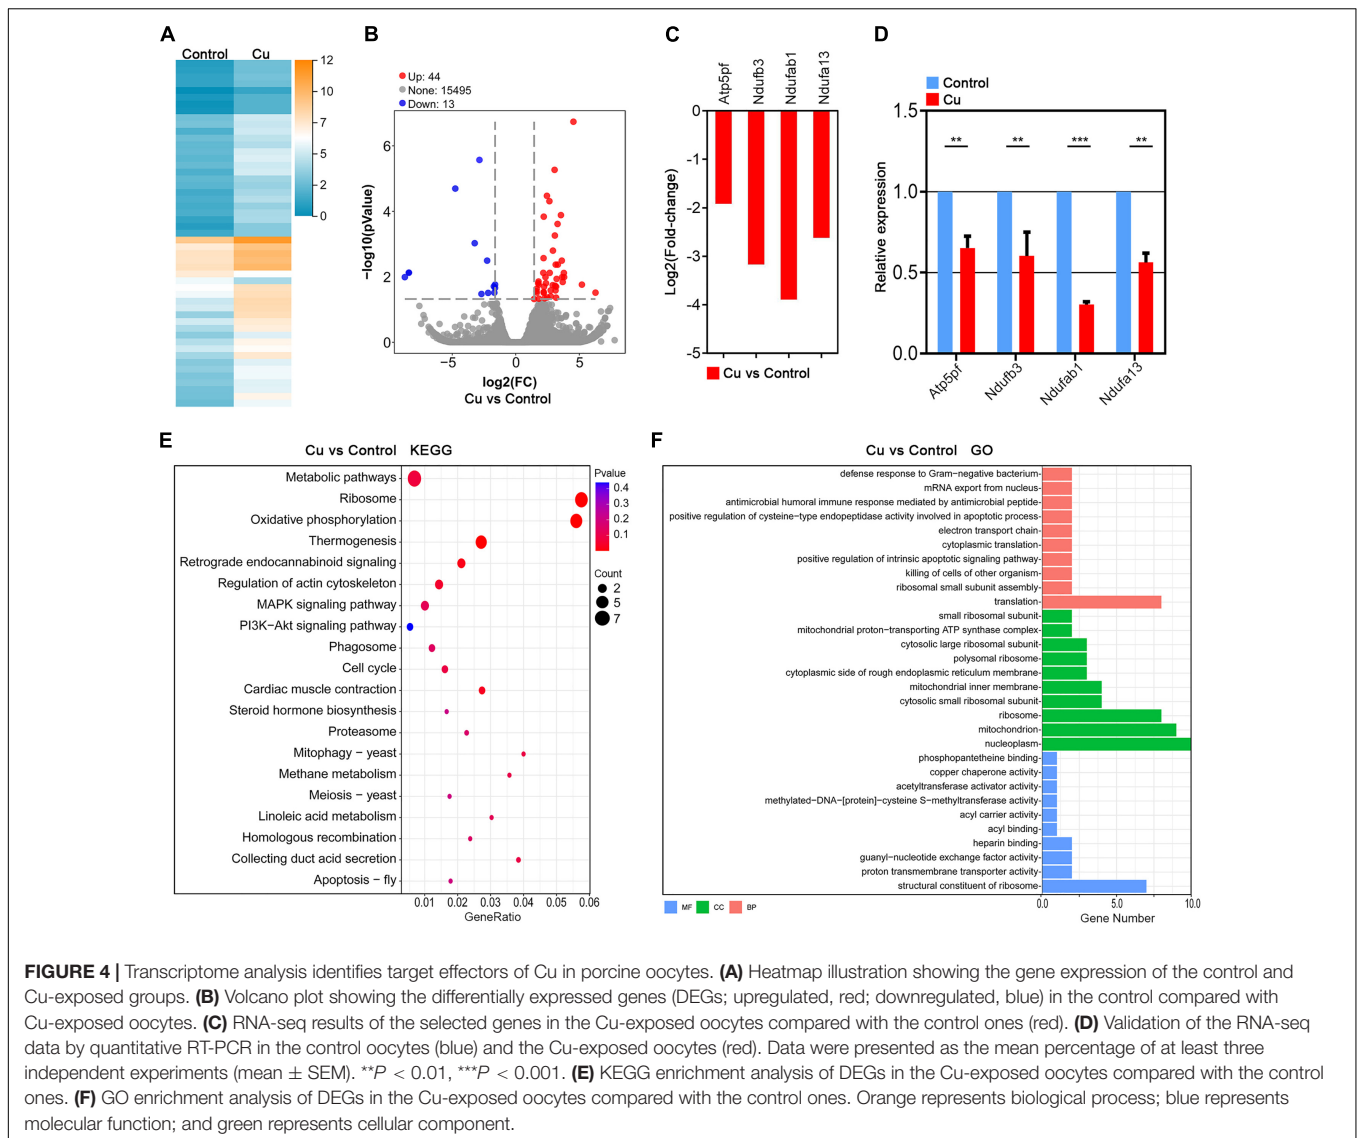 A
Control Cu
12
10
7
5
2
0
B
Up: 44
None: 15495
Down: 13
−log10(pValue)
6
4
2
0
−5 0 5
log2(FC)
Cu vs Control
C
Atp5pf
Ndufb3
Ndufab1
Ndufa13
Log2(Fold-change)
0
-1
-2
-3
-4
-5
Cu vs Control
D
Control
Cu
Relative expression
1.5
1.0
0.5
0.0
** ** *** **
Atp5pf
Ndufb3
Ndufab1
Ndufa13
E
Cu vs Control KEGG
Metabolic pathways
Ribosome
Oxidative phosphorylation
Thermogenesis
Retrograde endocannabinoid signaling
Regulation of actin cytoskeleton
MAPK signaling pathway
PI3K−Akt signaling pathway
Phagosome
Cell cycle
Cardiac muscle contraction
Steroid hormone biosynthesis
Proteasome
Mitophagy − yeast
Methane metabolism
Meiosis − yeast
Linoleic acid metabolism
Homologous recombination
Collecting duct acid secretion
Apoptosis − fly
0.01 0.02 0.03 0.04 0.05 0.06
GeneRatio
Pvalue
0.4
0.3
0.2
0.1
Count
2
5
7
F
Cu vs Control GO
defense response to Gram−negative bacterium
mRNA export from nucleus
antimicrobial humoral immune response mediated by antimicrobial peptide
positive regulation of cysteine−type endopeptidase activity involved in apoptotic process
electron transport chain
cytoplasmic translation
positive regulation of intrinsic apoptotic signaling pathway
killing of cells of other organism
ribosomal small subunit assembly
translation
small ribosomal subunit
mitochondrial proton−transporting ATP synthase complex
cytosolic large ribosomal subunit
polysomal ribosome
cytoplasmic side of rough endoplasmic reticulum membrane
mitochondrial inner membrane
cytosolic small ribosomal subunit
ribosome
mitochondrion
nucleoplasm
phosphopantetheine binding
copper chaperone activity
acetyltransferase activator activity
methylated−DNA−[protein]−cysteine S−methyltransferase activity
acyl carrier activity
acyl binding
heparin binding
guanyl−nucleotide exchange factor activity
proton transmembrane transporter activity
structural constituent of ribosome
0.0 5.0 10.0
Gene Number
MF CC BP
FIGURE 4 | Transcriptome analysis identifies target effectors of Cu in porcine oocytes. (A) Heatmap illustration showing the gene expression of the control and
Cu-exposed groups. (B) Volcano plot showing the differentially expressed genes (DEGs; upregulated, red; downregulated, blue) in the control compared with
Cu-exposed oocytes. (C) RNA-seq results of the selected genes in the Cu-exposed oocytes compared with the control ones (red). (D) Validation of the RNA-seq
data by quantitative RT-PCR in the control oocytes (blue) and the Cu-exposed oocytes (red). Data were presented as the mean percentage of at least three
independent experiments (mean ± SEM). **P < 0.01, ***P < 0.001. (E) KEGG enrichment analysis of DEGs in the Cu-exposed oocytes compared with the control
ones. (F) GO enrichment analysis of DEGs in the Cu-exposed oocytes compared with the control ones. Orange represents biological process; blue represents
molecular function; and green represents cellular component.